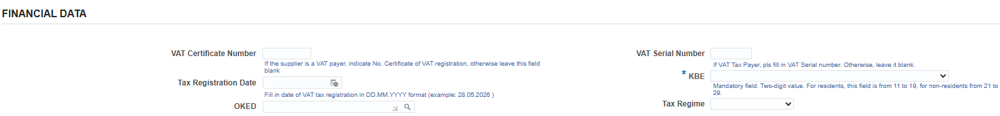 FINANCIAL DATA
VAT Certificate Number
If the supplier is a VAT payer, indicate No. Certificate of VAT registration, otherwise leave this field
blank
Tax Registration Date
Fill in date of VAT tax registration in DD.MM.YYYY format (example: 28.05.2026 )
OKED
VAT Serial Number
If VAT Tax Payer, pls fill in VAT Serial number. Otherwise, leave it blank.
* KBE
Mandatory field. Two-digit value. For residents, this field is from 11 to 19, for non-residents from 21 to
29.
Tax Regime